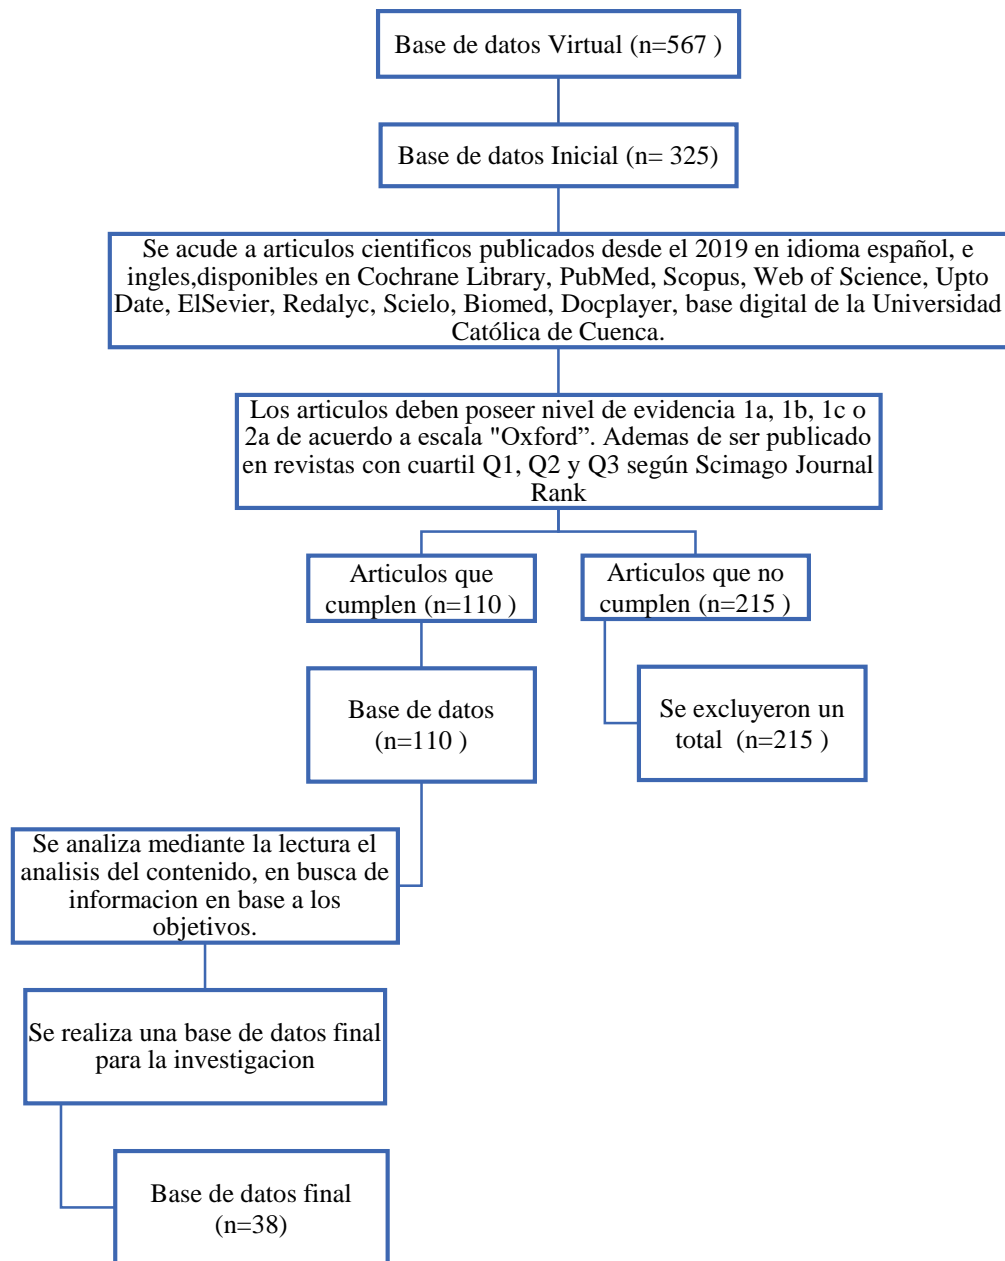 Base de datos Virtual (n=567 )
Base de datos Inicial (n= 325)
Se acude a articulos cientificos publicados desde el 2019 en idioma español, e
ingles,disponibles en Cochrane Library, PubMed, Scopus, Web of Science, Upto
Date, ElSevier, Redalyc, Scielo, Biomed, Docplayer, base digital de la Universidad
Católica de Cuenca.
Los articulos deben poseer nivel de evidencia 1a, 1b, 1c o
2a de acuerdo a escala "Oxford”. Ademas de ser publicado
en revistas con cuartil Q1, Q2 y Q3 según Scimago Journal
Rank
Articulos que
cumplen (n=110 )
Articulos que no
cumplen (n=215 )
Base de datos
(n=110 )
Se excluyeron un
total (n=215 )
Se analiza mediante la lectura el
analisis del contenido, en busca de
informacion en base a los
objetivos.
Se realiza una base de datos final
para la investigacion
Base de datos final
(n=38)